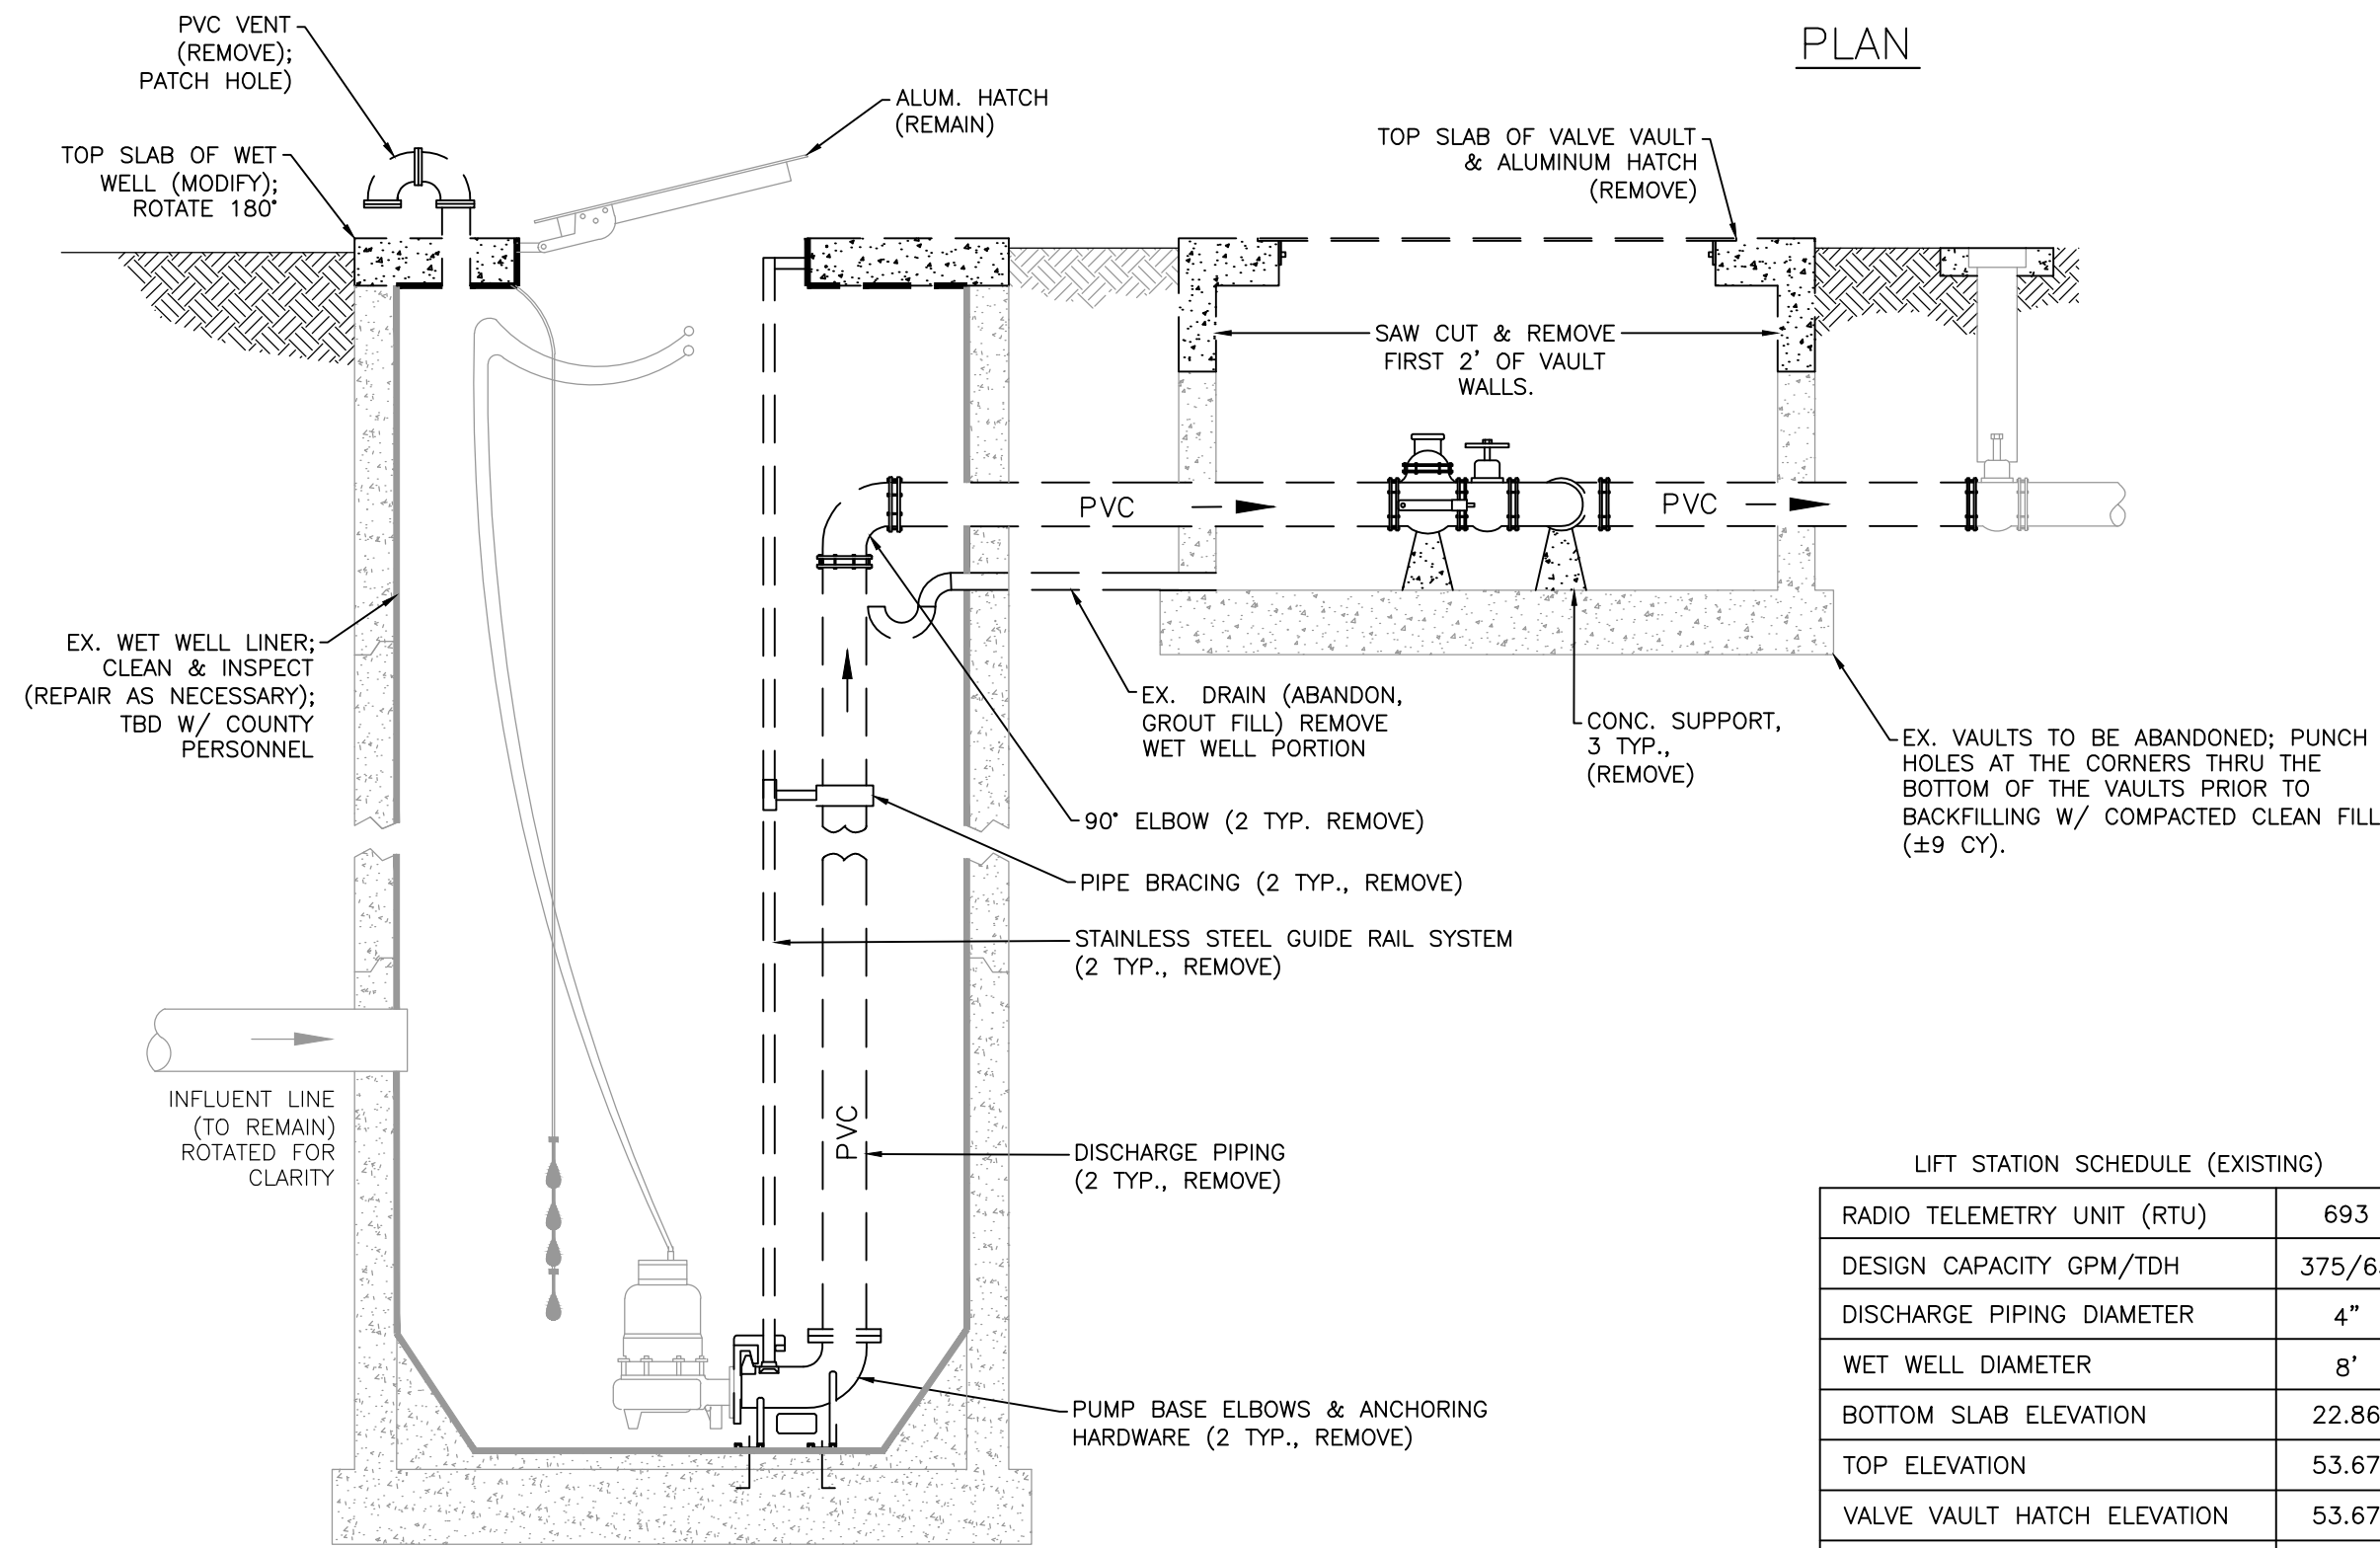 PLAN
PVC VENT
(REMOVE);
PATCH HOLE)
ALUM. HATCH
(REMAIN)
TOP SLAB OF WET
WELL (MODIFY);
ROTATE 180°
TOP SLAB OF VALVE VAULT
& ALUMINUM HATCH
(REMOVE)
SAW CUT & REMOVE
FIRST 2' OF VAULT
WALLS.
PVC
PVC
EX. WET WELL LINER;
CLEAN & INSPECT
(REPAIR AS NECESSARY);
TBD W/ COUNTY
PERSONNEL
EX. DRAIN (ABANDON,
GROUT FILL) REMOVE
WET WELL PORTION
CONC. SUPPORT,
3 TYP.,
(REMOVE)
EX. VAULTS TO BE ABANDONED; PUNCH
HOLES AT THE CORNERS THRU THE
BOTTOM OF THE VAULTS PRIOR TO
BACKFILLING W/ COMPACTED CLEAN FILL
(±9 CY).
90° ELBOW (2 TYP. REMOVE)
PIPE BRACING (2 TYP., REMOVE)
STAINLESS STEEL GUIDE RAIL SYSTEM
(2 TYP., REMOVE)
INFLUENT LINE
(TO REMAIN)
ROTATED FOR
CLARITY
PVC
DISCHARGE PIPING
(2 TYP., REMOVE)
PUMP BASE ELBOWS & ANCHORING
HARDWARE (2 TYP., REMOVE)
LIFT STATION SCHEDULE (EXISTING)
RADIO TELEMETRY UNIT (RTU) 693
DESIGN CAPACITY GPM/TDH
DISCHARGE PIPING DIAMETER 4"
WET WELL DIAMETER 8'
BOTTOM SLAB ELEVATION 22.86
TOP ELEVATION 53.67
VALVE VAULT HATCH ELEVATION 53.67